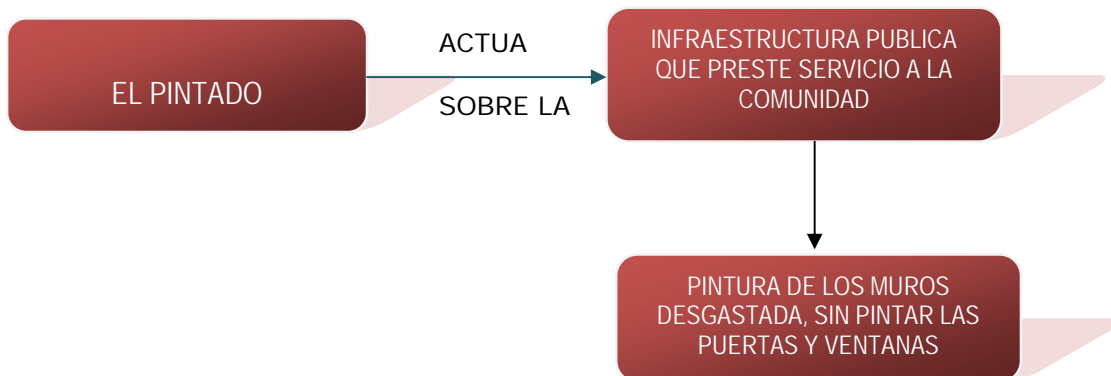 EL PINTADO
ACTUA
SOBRE LA
INFRAESTRUCTURA PUBLICA
QUE PRESTE SERVICIO A LA
COMUNIDAD
PINTURA DE LOS MUROS
DESGASTADA, SIN PINTAR LAS
PUERTAS Y VENTANAS